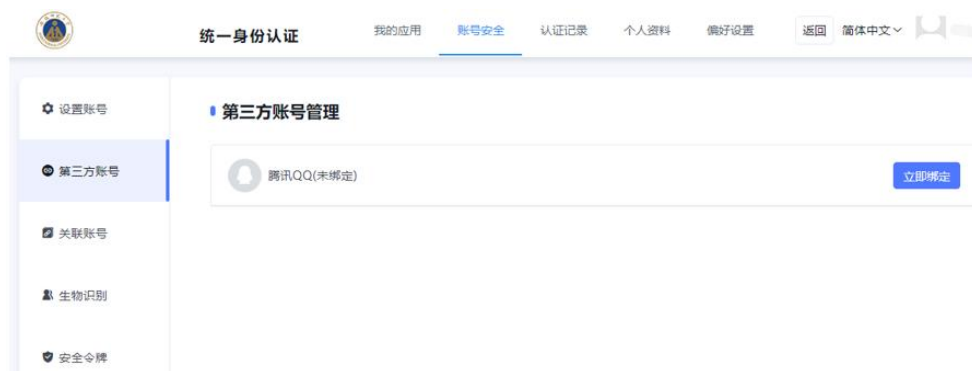 统一身份认证
我的应用 账号安全 认证记录 个人资料 偏好设置 返回 简体中文
设置账号
第三方账号管理
第三方账号
腾讯QQ(未绑定) 立即绑定
关联账号
生物识别
安全令牌